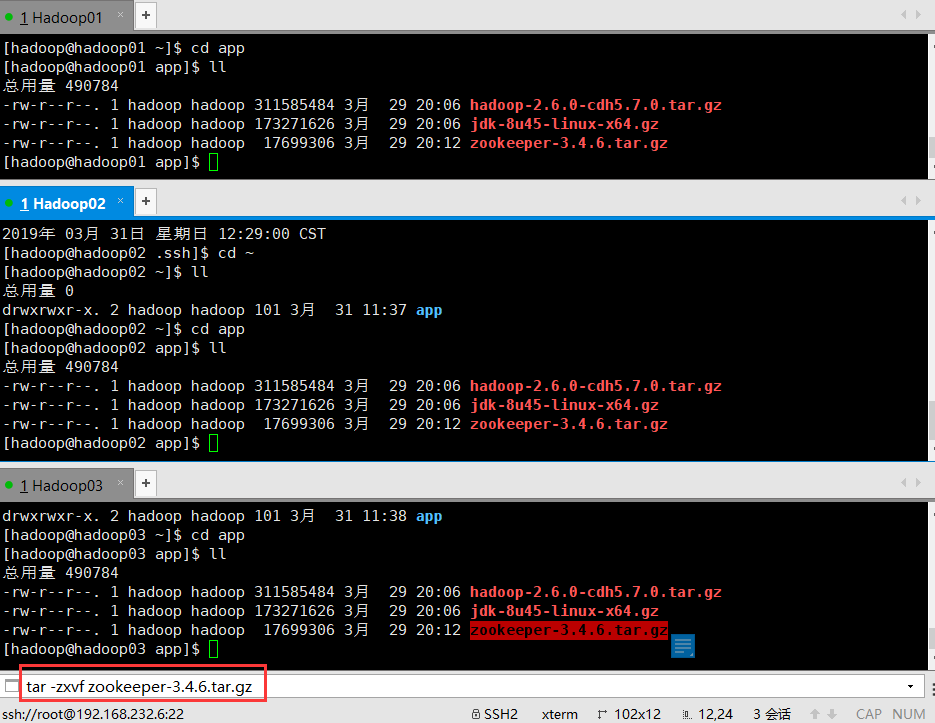 1 Hadoop01 × +
[hadoop@hadoop01 ~]$ cd app
[hadoop@hadoop01 app]$ ll
总用量 490784
-rw-r--r--. 1 hadoop hadoop 311585484 3月  29 20:06 hadoop-2.6.0-cdh5.7.0.tar.gz
-rw-r--r--. 1 hadoop hadoop 173271626 3月  29 20:06 jdk-8u45-linux-x64.gz
-rw-r--r--. 1 hadoop hadoop  17699306 3月  29 20:12 zookeeper-3.4.6.tar.gz
[hadoop@hadoop01 app]$
1 Hadoop02 × +
2019年 03月 31日 星期日 12:29:00 CST
[hadoop@hadoop02 .ssh]$ cd ~
[hadoop@hadoop02 ~]$ ll
总用量 0
drwxrwxr-x. 2 hadoop hadoop 101 3月  31 11:37 app
[hadoop@hadoop02 ~]$ cd app
[hadoop@hadoop02 app]$ ll
总用量 490784
-rw-r--r--. 1 hadoop hadoop 311585484 3月  29 20:06 hadoop-2.6.0-cdh5.7.0.tar.gz
-rw-r--r--. 1 hadoop hadoop 173271626 3月  29 20:06 jdk-8u45-linux-x64.gz
-rw-r--r--. 1 hadoop hadoop  17699306 3月  29 20:12 zookeeper-3.4.6.tar.gz
[hadoop@hadoop02 app]$
1 Hadoop03 × +
drwxrwxr-x. 2 hadoop hadoop 101 3月  31 11:38 app
[hadoop@hadoop03 ~]$ cd app
[hadoop@hadoop03 app]$ ll
总用量 490784
-rw-r--r--. 1 hadoop hadoop 311585484 3月  29 20:06 hadoop-2.6.0-cdh5.7.0.tar.gz
-rw-r--r--. 1 hadoop hadoop 173271626 3月  29 20:06 jdk-8u45-linux-x64.gz
-rw-r--r--. 1 hadoop hadoop  17699306 3月  29 20:12 zookeeper-3.4.6.tar.gz
[hadoop@hadoop03 app]$
tar -zxvf zookeeper-3.4.6.tar.gz
ssh://root@192.168.232.6:22 SSH2 xterm 102x12 12,24 3 会话 CAP NUM